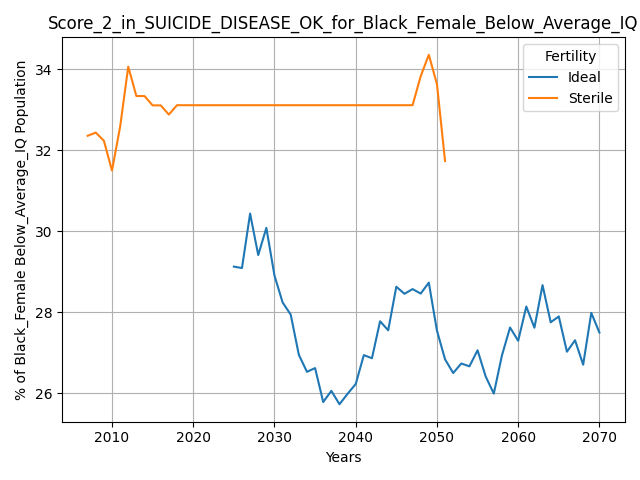 Score_2_in_SUICIDE_DISEASE_OK_for_Black_Female_Below_Average_IQ
% of Black_Female Below_Average_IQ Population
34
32
30
28
26
Fertility
Ideal
Sterile
2010 2020 2030 2040 2050 2060 2070
Years